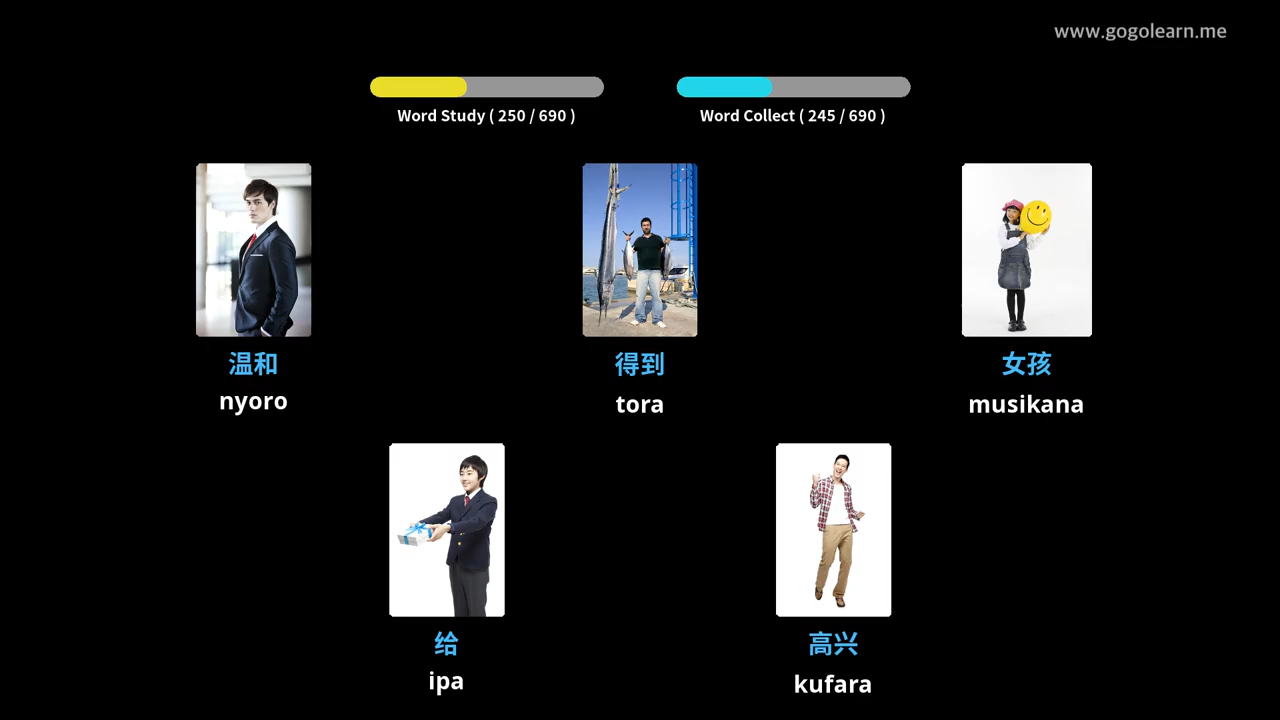 www.gogolearn.me
Word Study ( 250 / 690 )
Word Collect ( 245 / 690 )
温和
nyoro
得到
tora
女孩
musikana
给
ipa
高兴
kufara